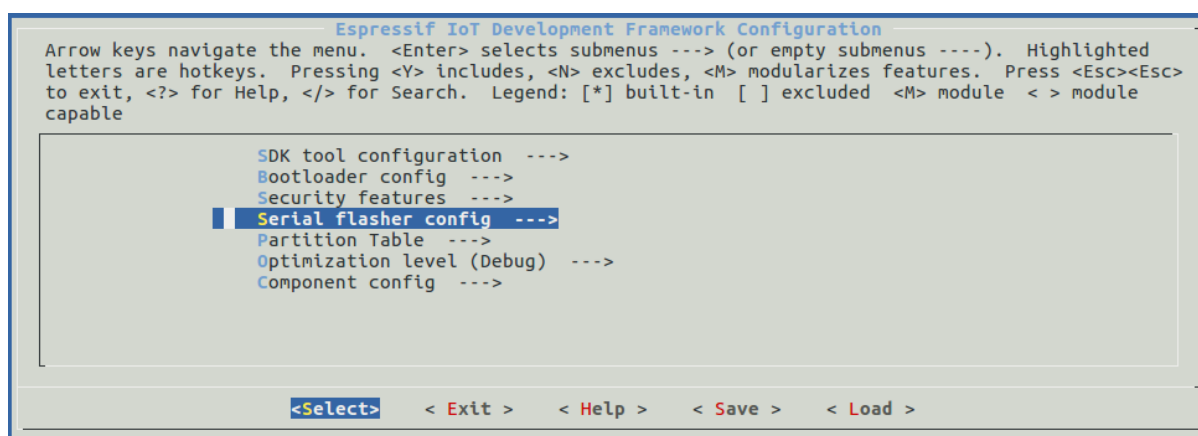 Espressif IoT Development Framework Configuration
Arrow keys navigate the menu.  <Enter> selects submenus ---> (or empty submenus ----).  Highlighted
letters are hotkeys.  Pressing <Y> includes, <N> excludes, <M> modularizes features.  Press <Esc><Esc>
to exit, <?> for Help, </> for Search.  Legend: [*] built-in  [ ] excluded  <M> module  < > module
capable
SDK tool configuration  --->
Bootloader config  --->
Security features  --->
Serial flasher config  --->
Partition Table  --->
Optimization level (Debug)  --->
Component config  --->
<Select>    < Exit >    < Help >    < Save >    < Load >